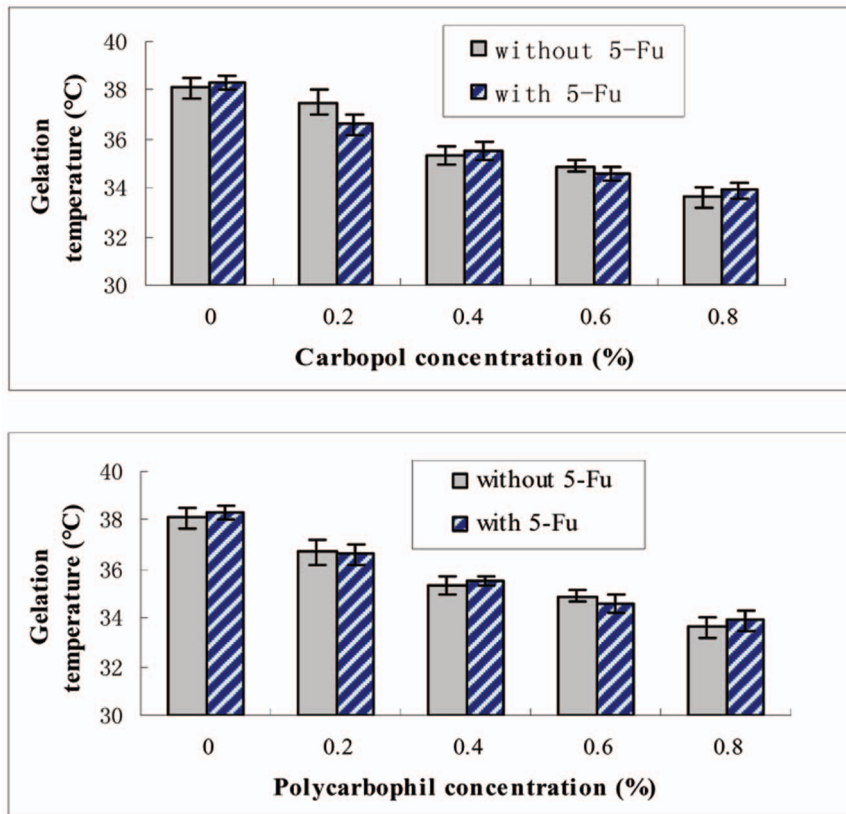 40
38
36
34
32
30
Gelation
temperature (°C)
without 5-Fu
with 5-Fu
0 0.2 0.4 0.6 0.8
Carbopol concentration (%)
40
38
36
34
32
30
Gelation
temperature (°C)
without 5-Fu
with 5-Fu
0 0.2 0.4 0.6 0.8
Polycarbophil concentration (%)